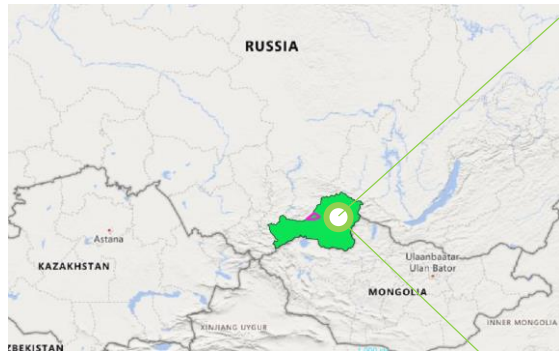 RUSSIA
Astana
KAZAKHSTAN
Ulaanbaatar
Ulan Bator
MONGOLIA
XINJIANG UYGUR
INNER MONGOLIA
ZBEKISTAN